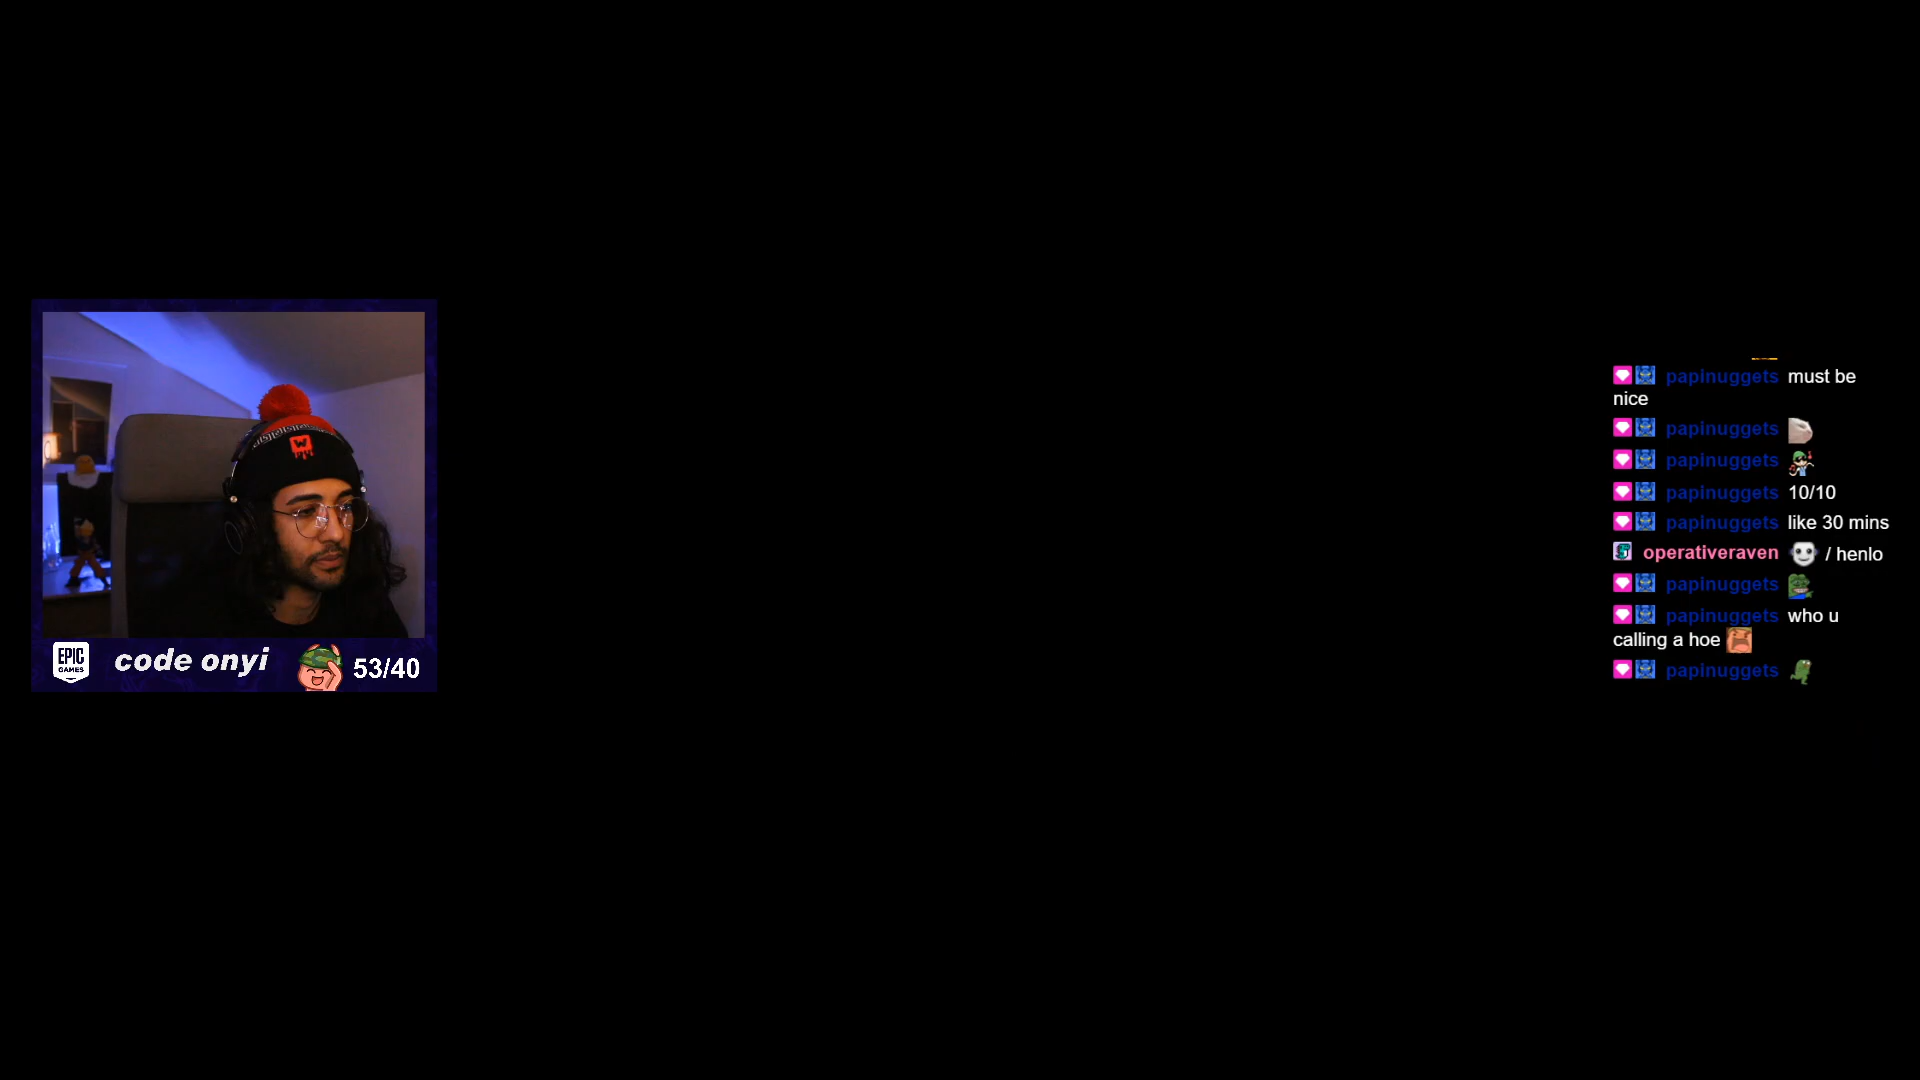 W
EPIC
GAMES
code onyi
53/40
papinuggets must be
nice
papinuggets
papinuggets
papinuggets 10/10
papinuggets like 30 mins
operativeraven / henlo
papinuggets
papinuggets who u
calling a hoe
papinuggets